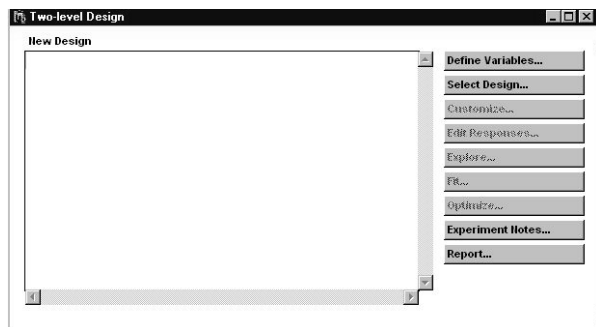 Two-level Design
New Design
Define Variables...
Select Design...
Customize...
Edit Responses...
Explore...
Fit...
Optimize...
Experiment Notes...
Report...